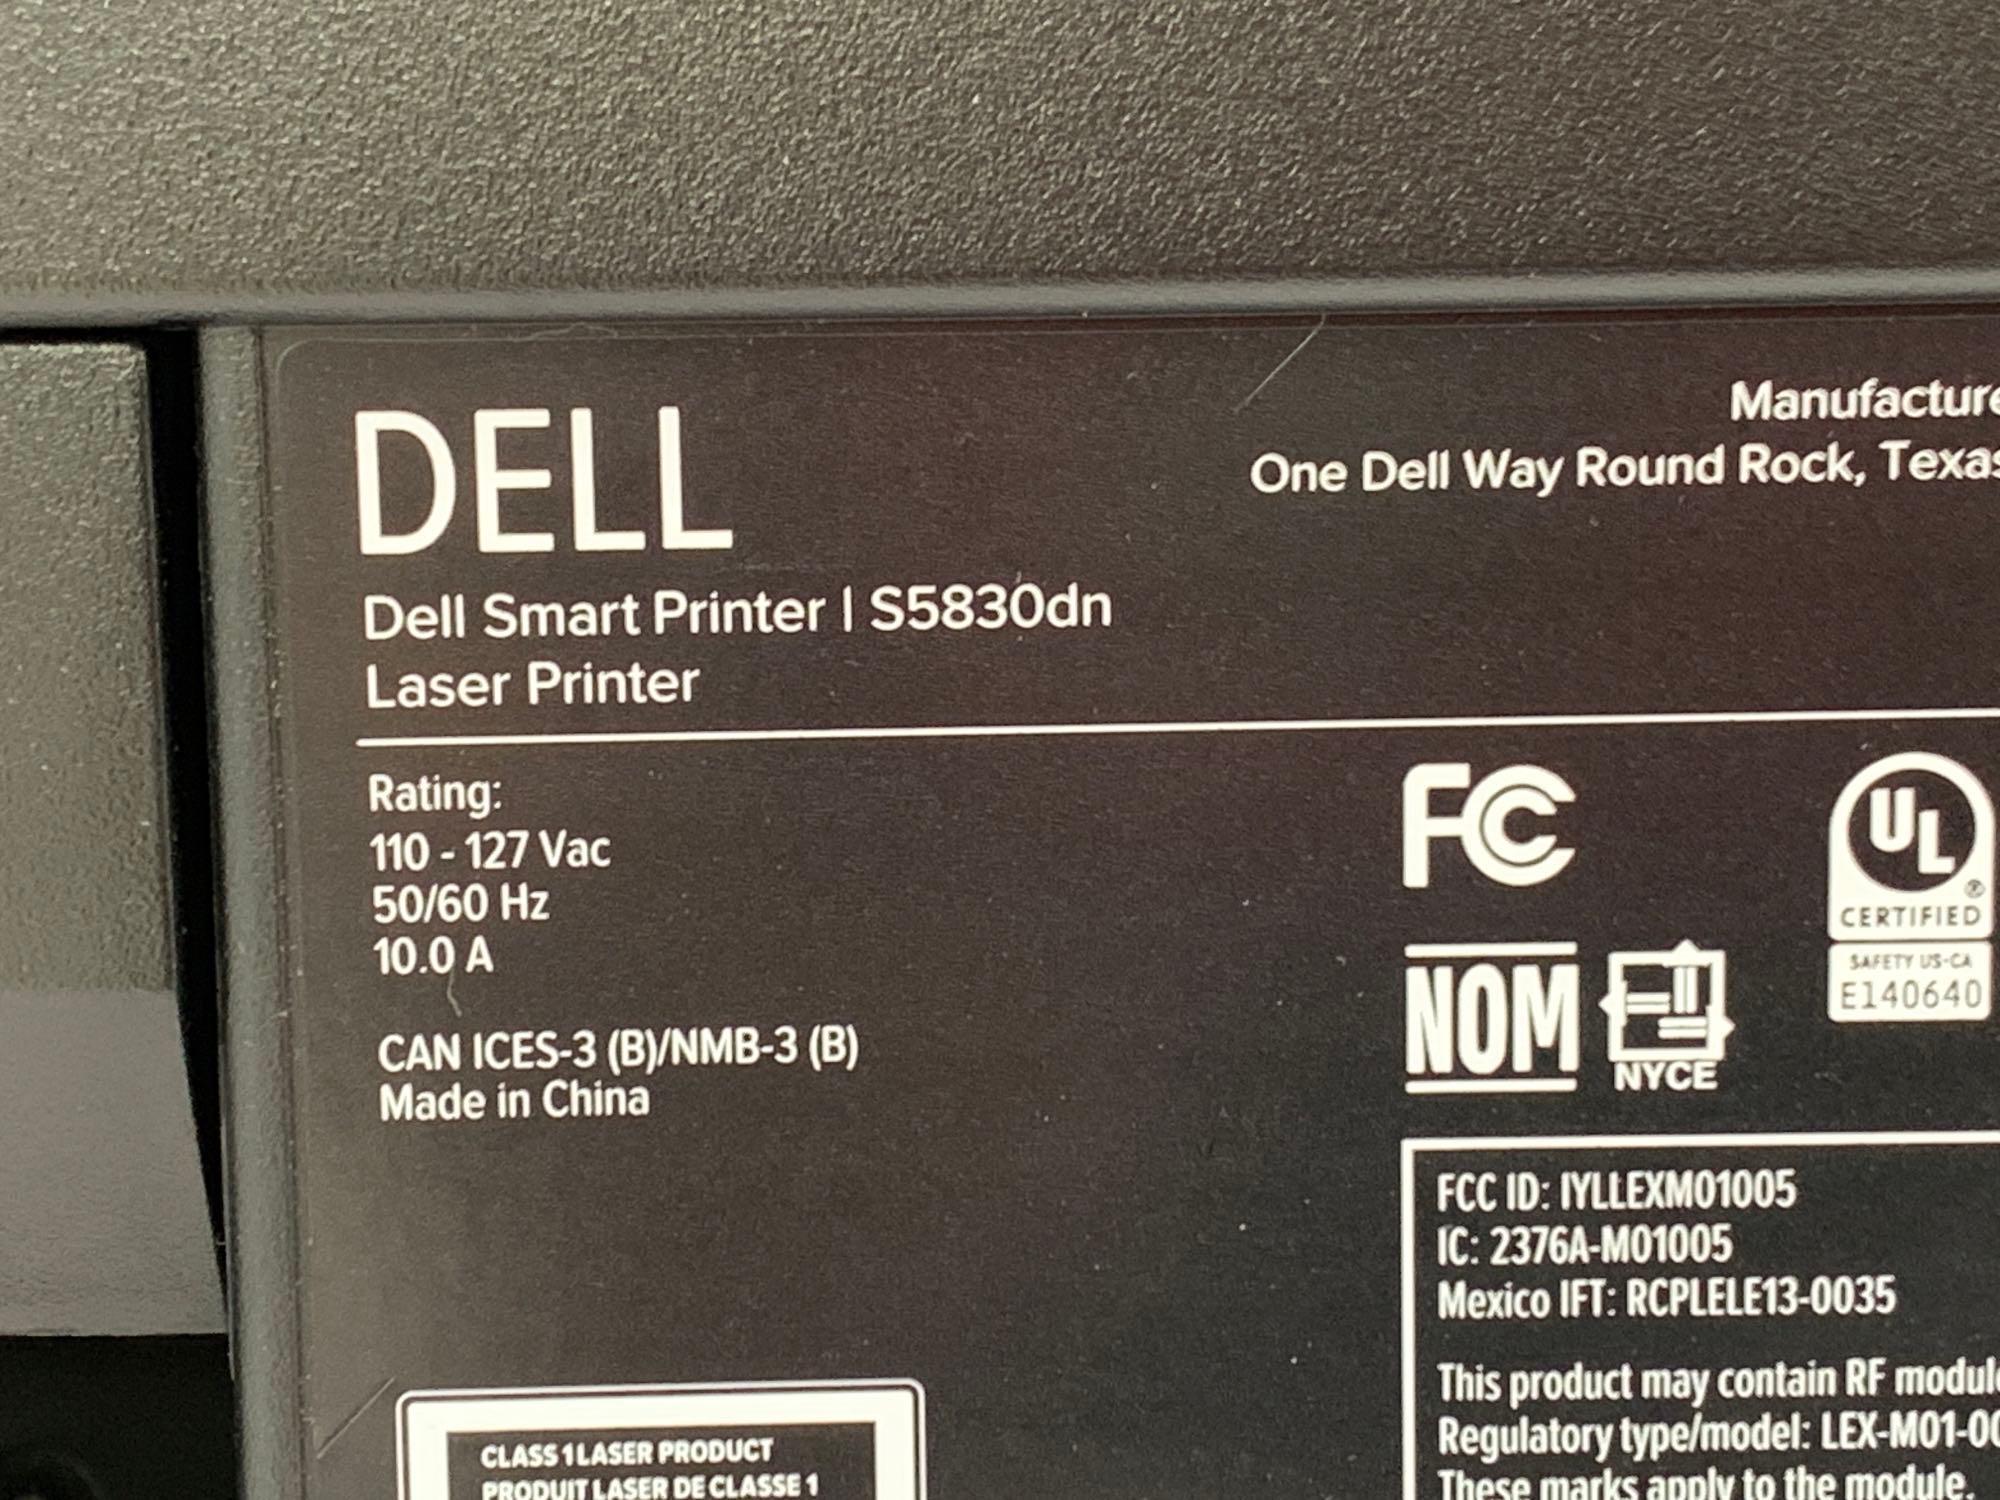 DELL
Manufacture
One Dell Way Round Rock, Texas
Dell Smart Printer | S5830dn
Laser Printer
Rating:
110 - 127 Vac
50/60 Hz
10.0 A
CAN ICES-3 (B)/NMB-3 (B)
Made in China
FC
UL
®
CERTIFIED
SAFETY US-CA
E140640
NOM
NYCE
FCC ID: IYLLEXM01005
IC: 2376A-M01005
Mexico IFT: RCPLELE13-0035
This product may contain RF modul
Regulatory type/model: LEX-M01-00
These marks apply to the module.
CLASS 1 LASER PRODUCT
PRODUIT LASER DE CLASSE 1